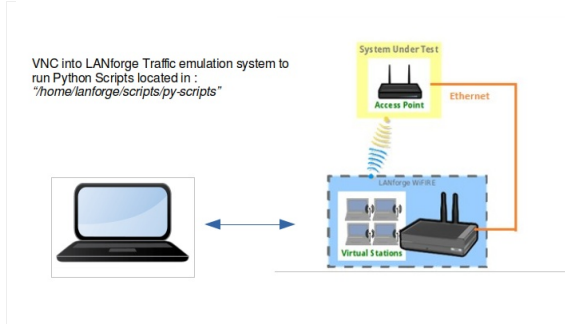 VNC into LANforge Traffic emulation system to
run Python Scripts located in :
“/home/lanforge/scripts/py-scripts”
System Under Test
Access Point
Ethernet
LANforge WiFIRE
Virtual Stations